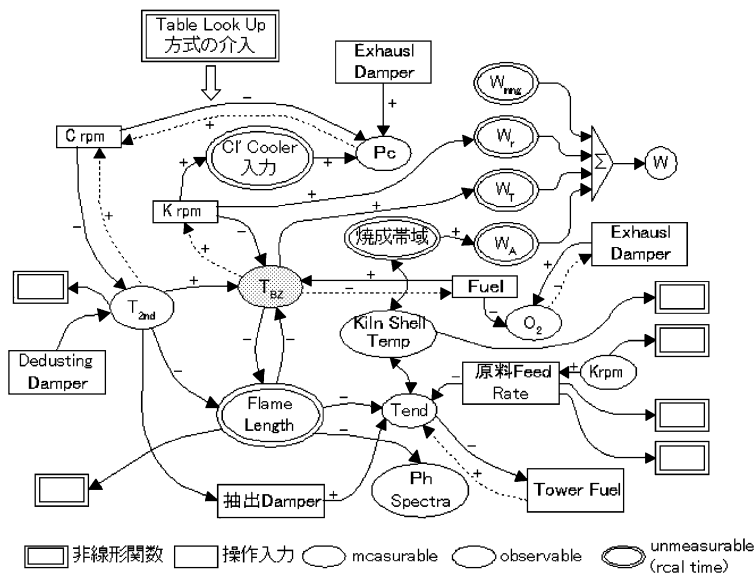 Table Look Up
方式の介入
Exhausl
Damper
C rpm
Cl' Cooler
入力
Pc
K rpm
W mng
W r
W T
W A
Σ
W
焼成帯域
Exhausl
Damper
T 2nd
T BZ
Fuel
O 2
Kiln Shell
Temp
Dedusting
Damper
原料Feed
Rate
Krpm
Flame
Length
Tend
Ph
Spectra
抽出Damper
Tower Fuel
非線形関数
操作入力
mcasurable
observable
unmeasurable
(rcal time)
+
−